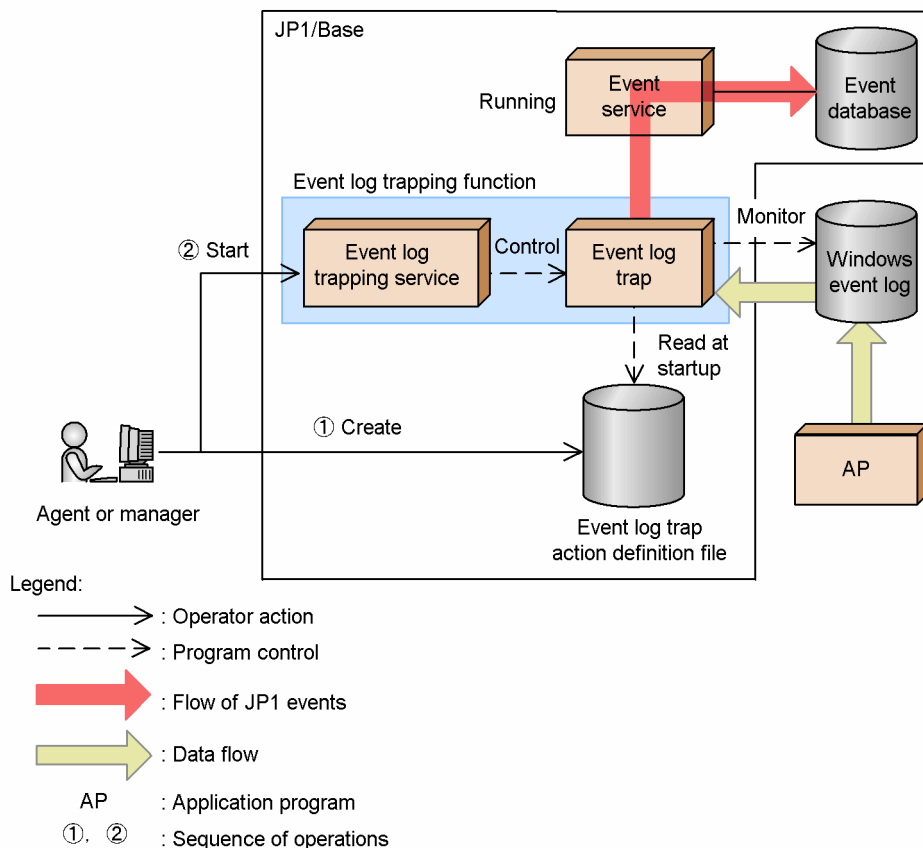 JP1/Base
Event
service
Running
Event
database
Event log trapping function
② Start
Event log
trapping service
Control
Event log
trap
Monitor
Windows
event log
Read at
startup
① Create
AP
Agent or manager
Event log trap
action definition file
Legend:
: Operator action
: Program control
: Flow of JP1 events
: Data flow
AP : Application program
①, ② : Sequence of operations